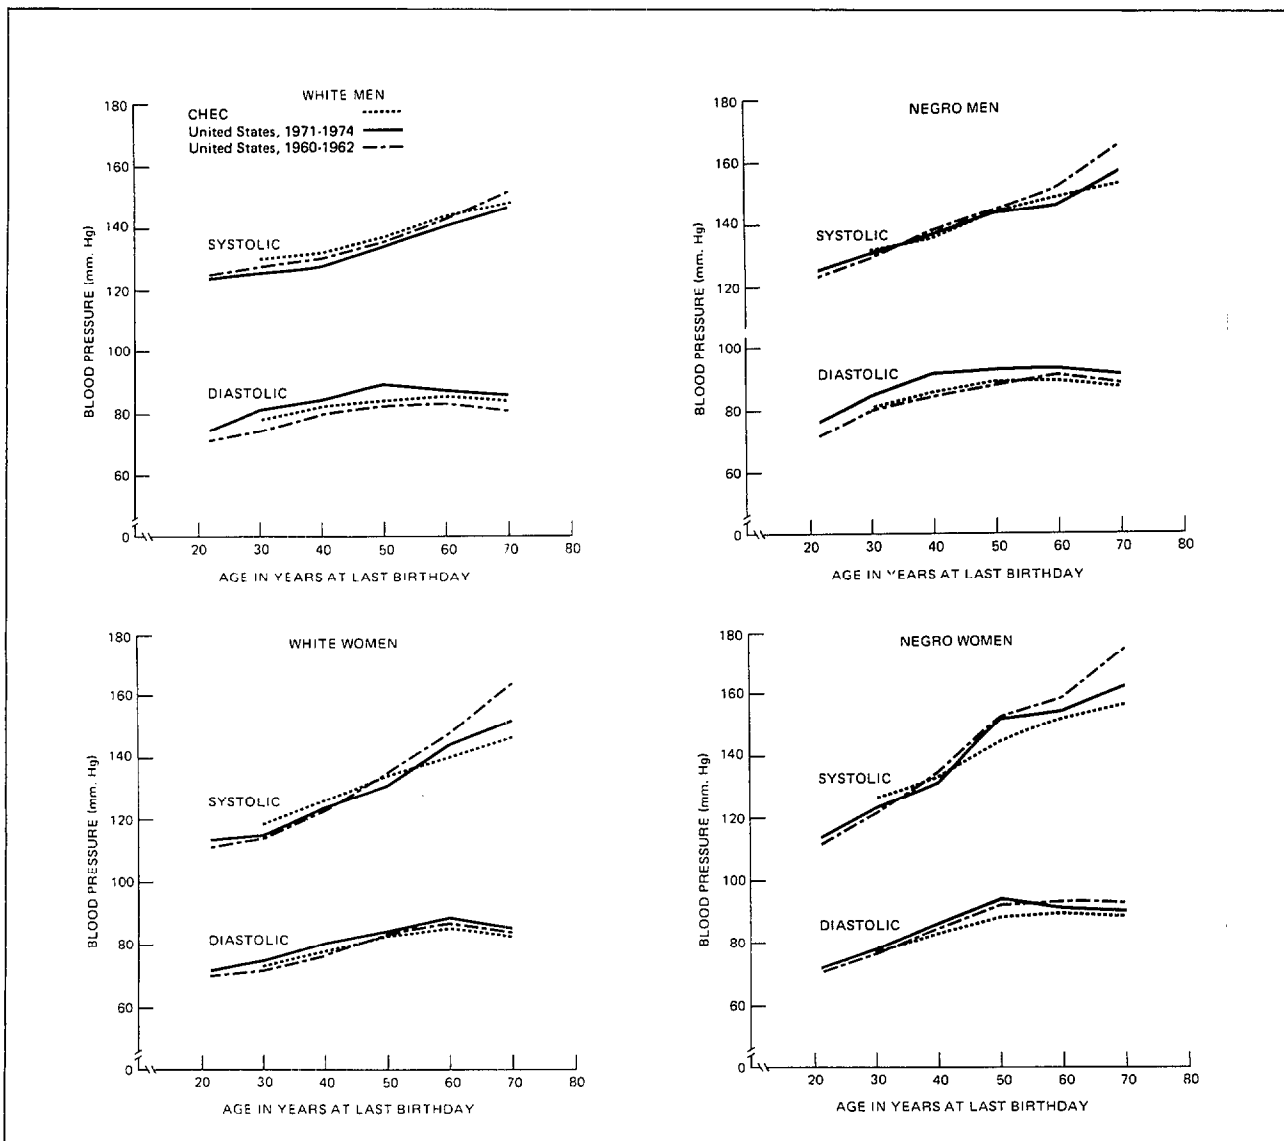 WHITE MEN
CHEC
United States, 1971-1974
United States, 1960-1962
BLOOD PRESSURE (mm. Hg)
180
160
140
120
100
80
60
0
SYSTOLIC
DIASTOLIC
20 30 40 50 60 70 80
AGE IN YEARS AT LAST BIRTHDAY
NEGRO MEN
BLOOD PRESSURE (mm. Hg)
180
160
140
120
100
80
60
0
SYSTOLIC
DIASTOLIC
20 30 40 50 60 70 80
AGE IN YEARS AT LAST BIRTHDAY
WHITE WOMEN
BLOOD PRESSURE (mm. Hg)
180
160
140
120
100
80
60
0
SYSTOLIC
DIASTOLIC
20 30 40 50 60 70 80
AGE IN YEARS AT LAST BIRTHDAY
NEGRO WOMEN
BLOOD PRESSURE (mm. Hg)
180
160
140
120
100
80
60
0
SYSTOLIC
DIASTOLIC
20 30 40 50 60 70 80
AGE IN YEARS AT LAST BIRTHDAY